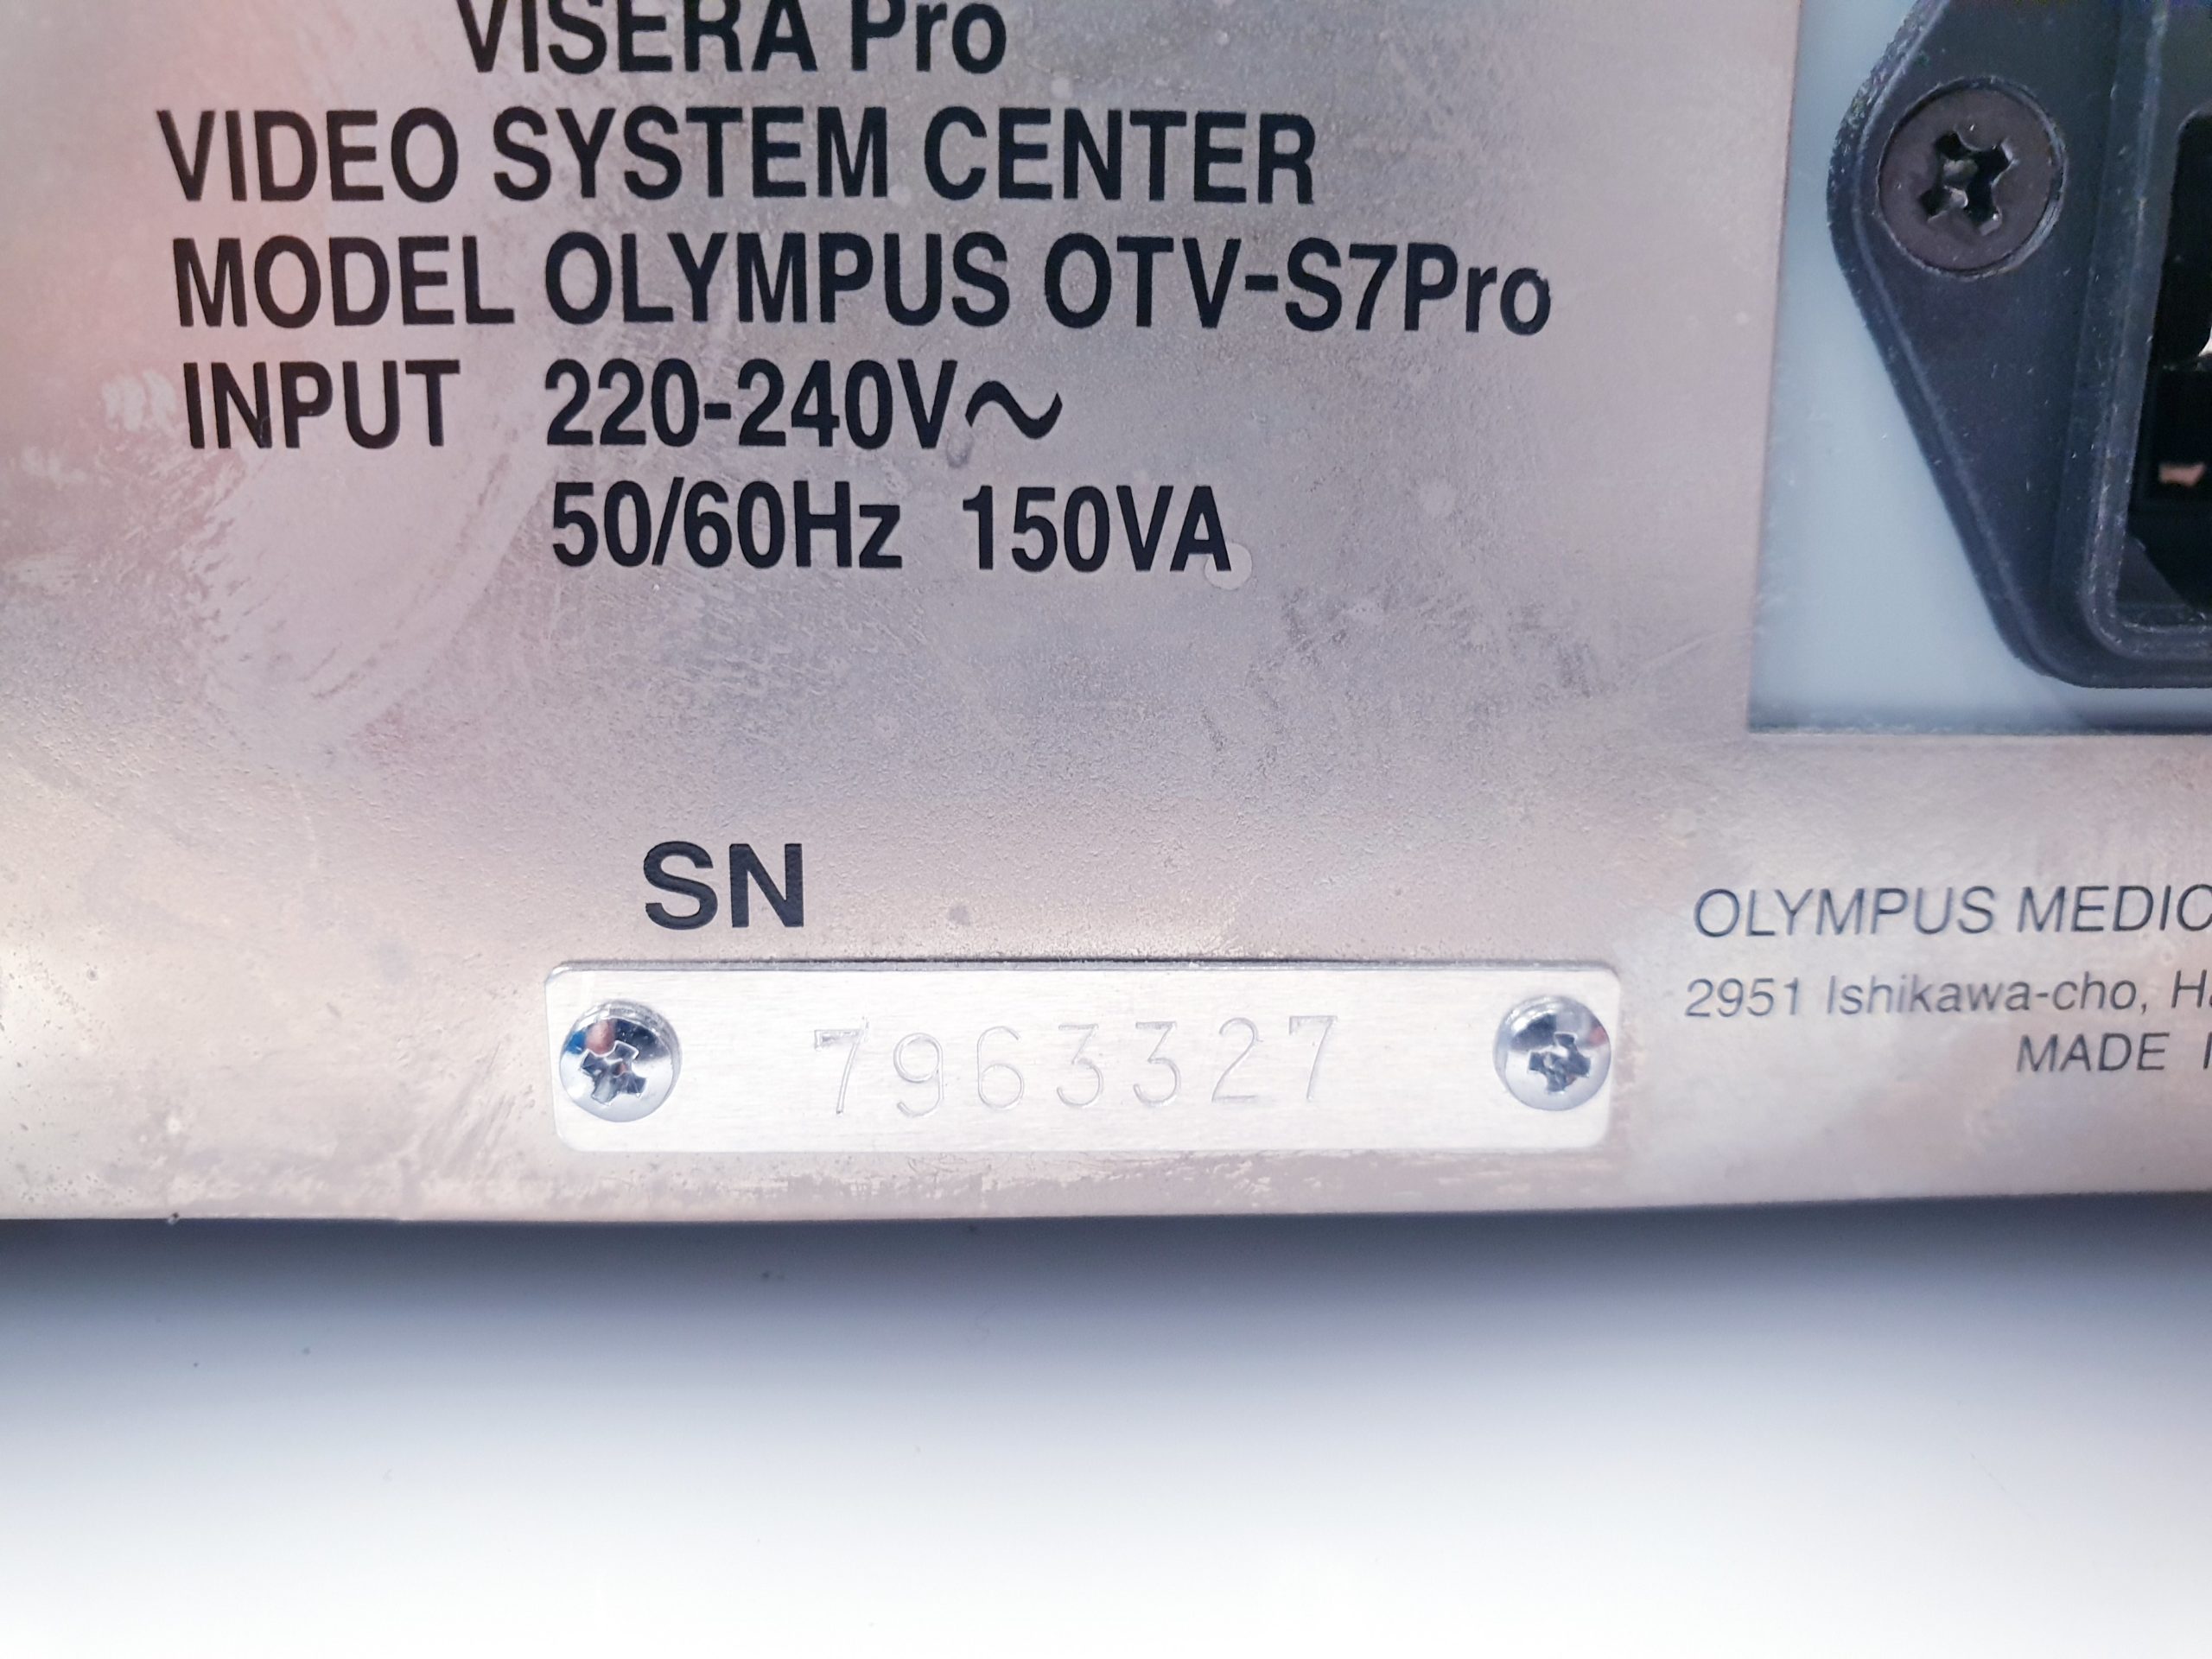 VISERA Pro
VIDEO SYSTEM CENTER
MODEL OLYMPUS OTV-S7Pro
INPUT 220-240V~
50/60Hz 150VA
SN
7963327
OLYMPUS MEDIC
2951 Ishikawa-cho, Ha
MADE I